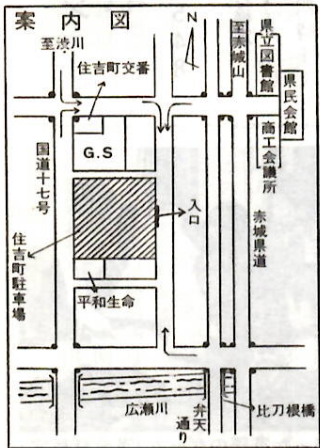 案内図
N
至渋川
住吉町交番
至赤城山
県立図書館
県民会館
商工会議所
G.S
国道十七号
入口
赤城県道
住吉町駐車場
平和生命
広瀬川
弁天通り
比刀根橋